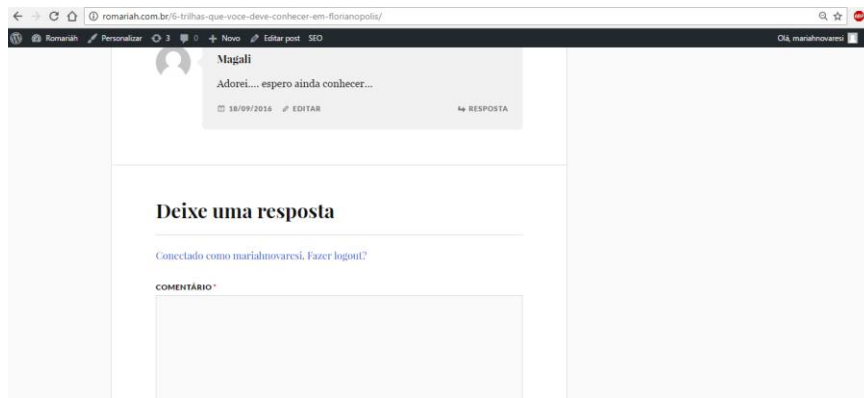 romariah.com.br/6-trilhas-que-voce-deve-conhecer-em-florianopolis/
Romariàh Personalizar 3 0 + Novo Editar post SEO Olá, mariahnovaresi
Magali
Adorei.... espero ainda conhecer...
18/09/2016 EDITAR RESPOSTA
Deixe uma resposta
Conectado como mariahnovaresi. Fazer logout?
COMENTÁRIO*